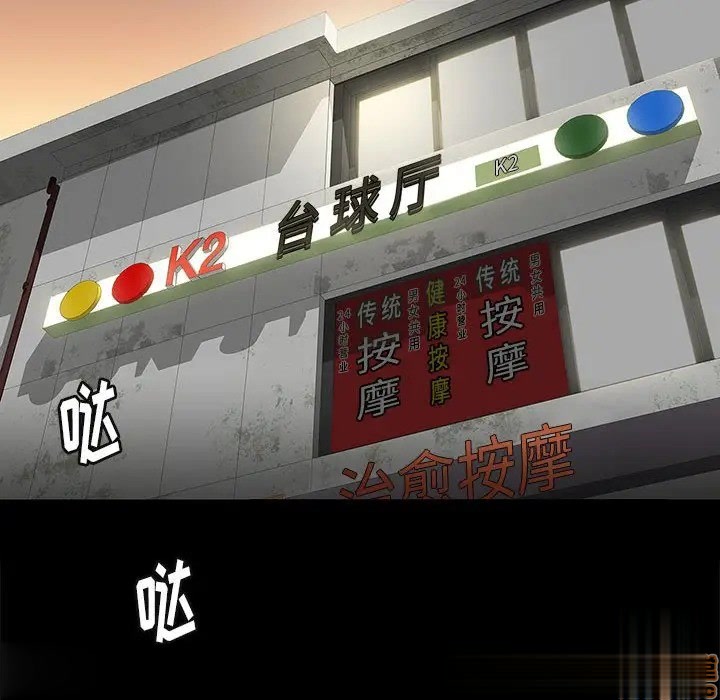 K2 台球厅 K2
24小时营业
传统
按摩
男女共用
健康按摩
24小时营业
传统
按摩
男女共用
治愈按摩
哒
哒